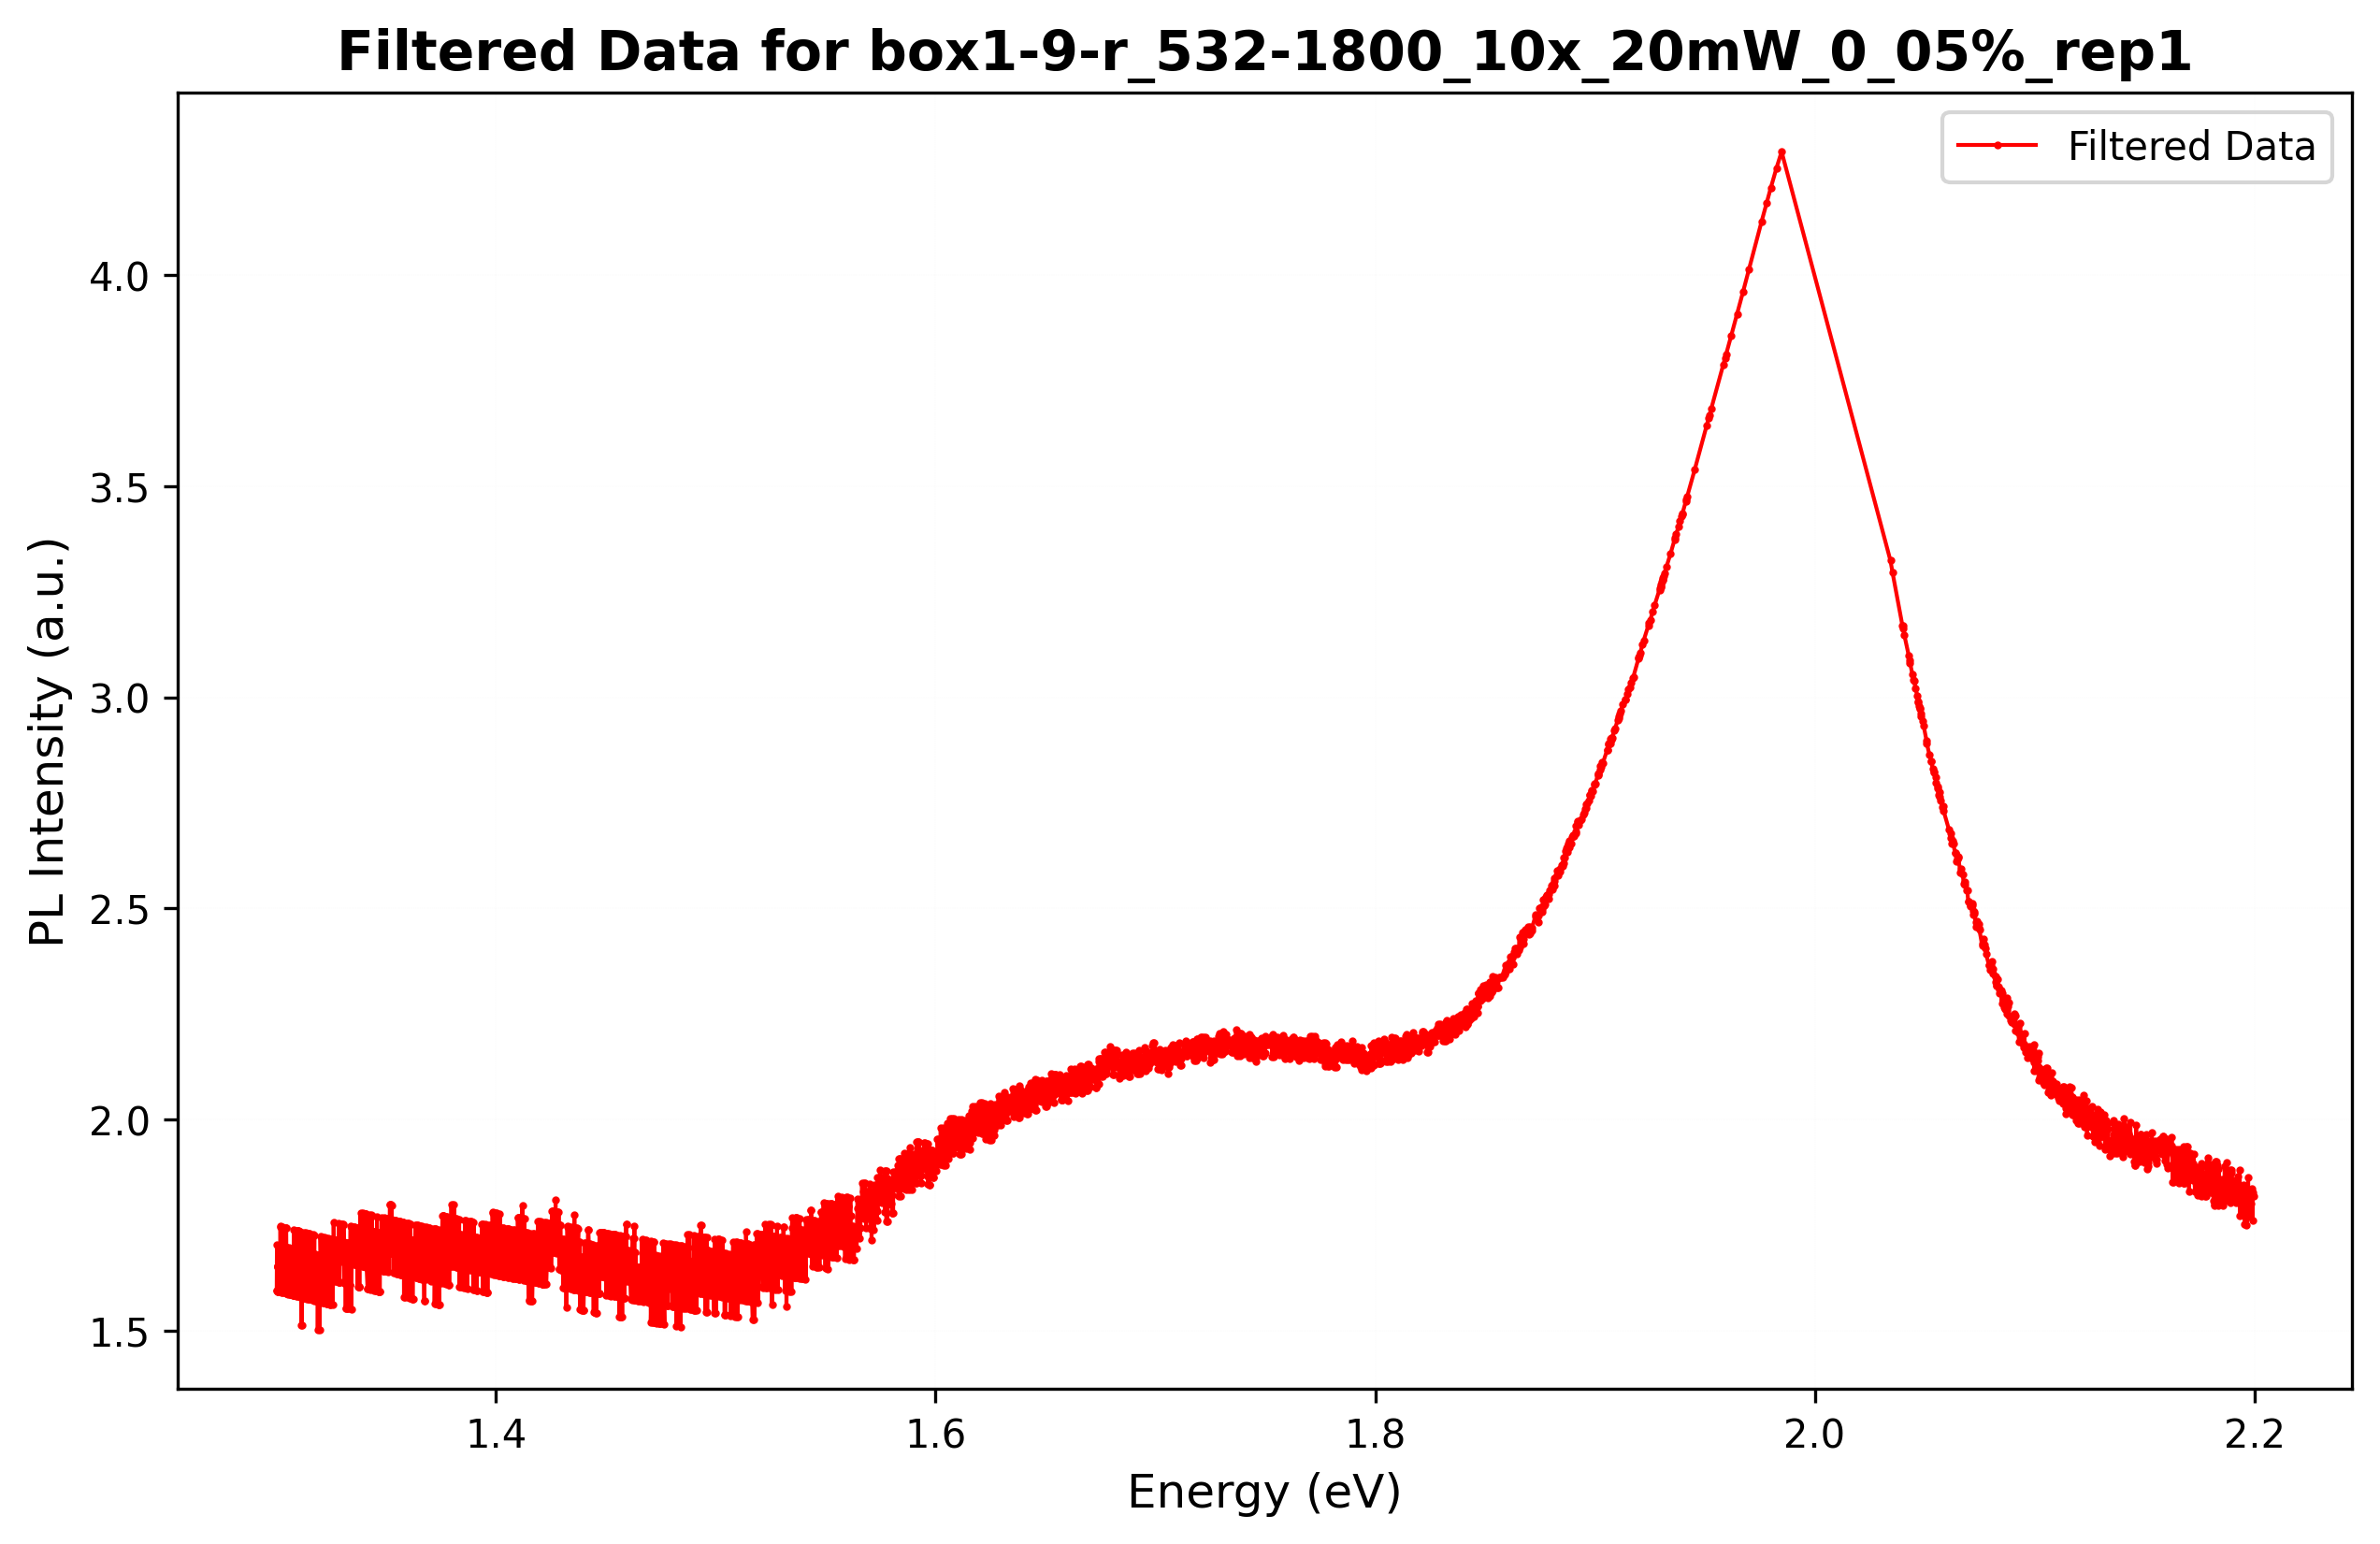 Filtered Data for box1-9-r_532-1800_10x_20mW_0_05%_rep1
Filtered Data
PL Intensity (a.u.)
4.0
3.5
3.0
2.5
2.0
1.5
1.4 1.6 1.8 2.0 2.2
Energy (eV)